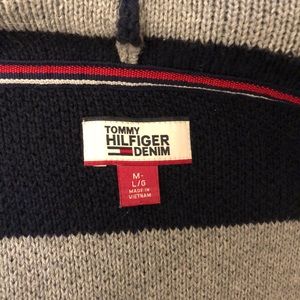 TOMMY
HILFIGER
DENIM
M-
L/G
MADE IN
VIETNAM